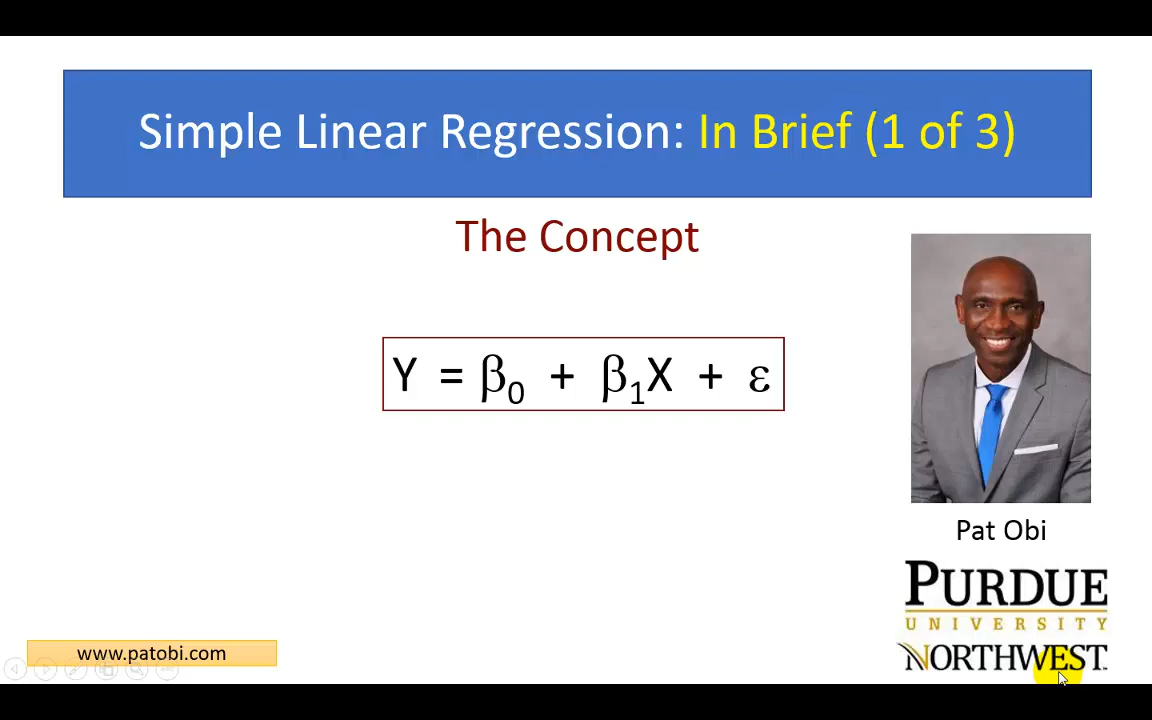 Simple Linear Regression: In Brief (1 of 3)
The Concept
Y = β₀ + β₁X + ε
Pat Obi
PURDUE
UNIVERSITY
NORTHWEST
www.patobi.com